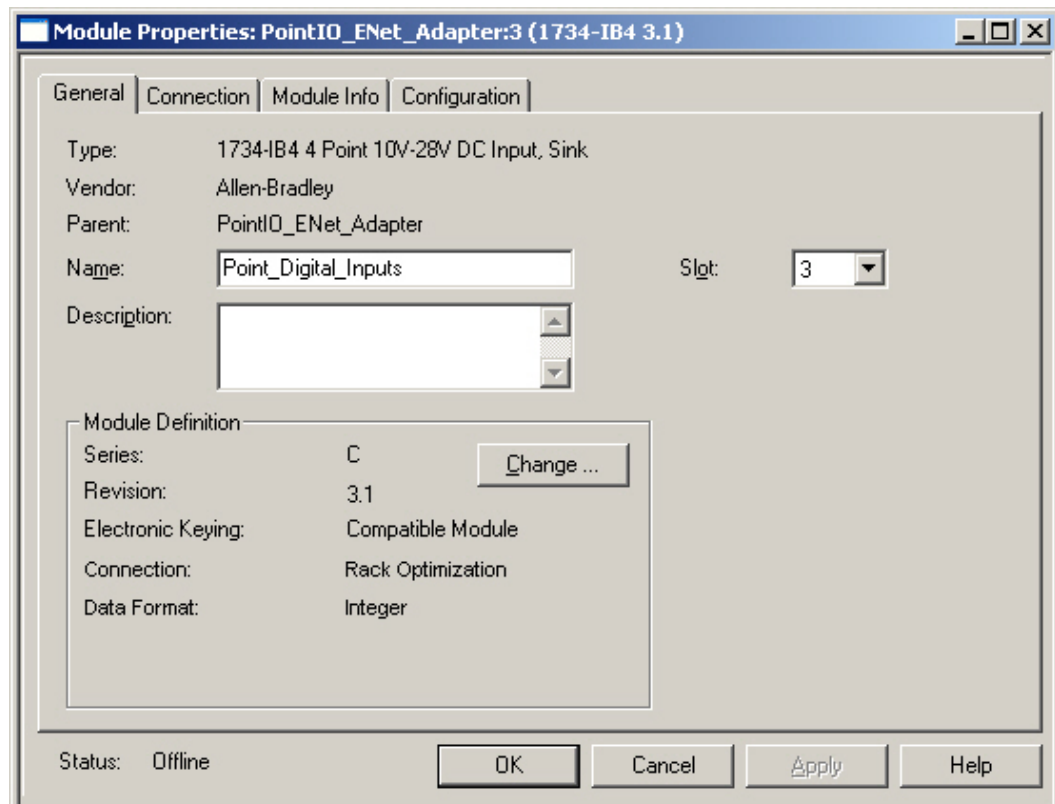 Module Properties: PointIO_ENet_Adapter:3 (1734-IB4 3.1)
General Connection Module Info Configuration
Type: 1734-IB4 4 Point 10V-28V DC Input, Sink
Vendor: Allen-Bradley
Parent: PointIO_ENet_Adapter
Name: Point_Digital_Inputs Slot: 3
Description:
Module Definition
Series: C Change ...
Revision: 3.1
Electronic Keying: Compatible Module
Connection: Rack Optimization
Data Format: Integer
Status: Offline OK Cancel Apply Help